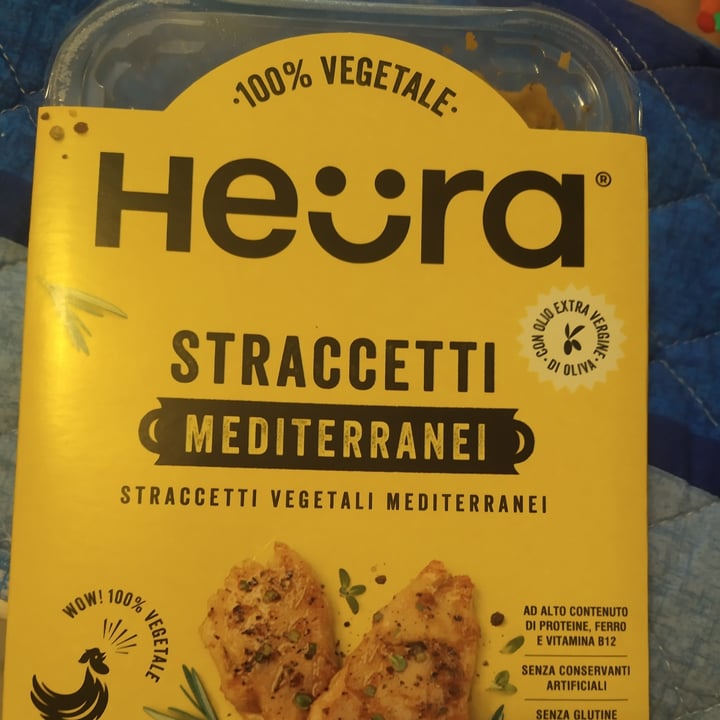 ·100% VEGETALE·
Heüra®
CON OLIO EXTRA VERGINE
· DI OLIVA ·
STRACCETTI
MEDITERRANEI
STRACCETTI VEGETALI MEDITERRANEI
WOW! 100% VEGETALE
AD ALTO CONTENUTO
DI PROTEINE, FERRO
E VITAMINA B12
SENZA CONSERVANTI
ARTIFICIALI
SENZA GLUTINE